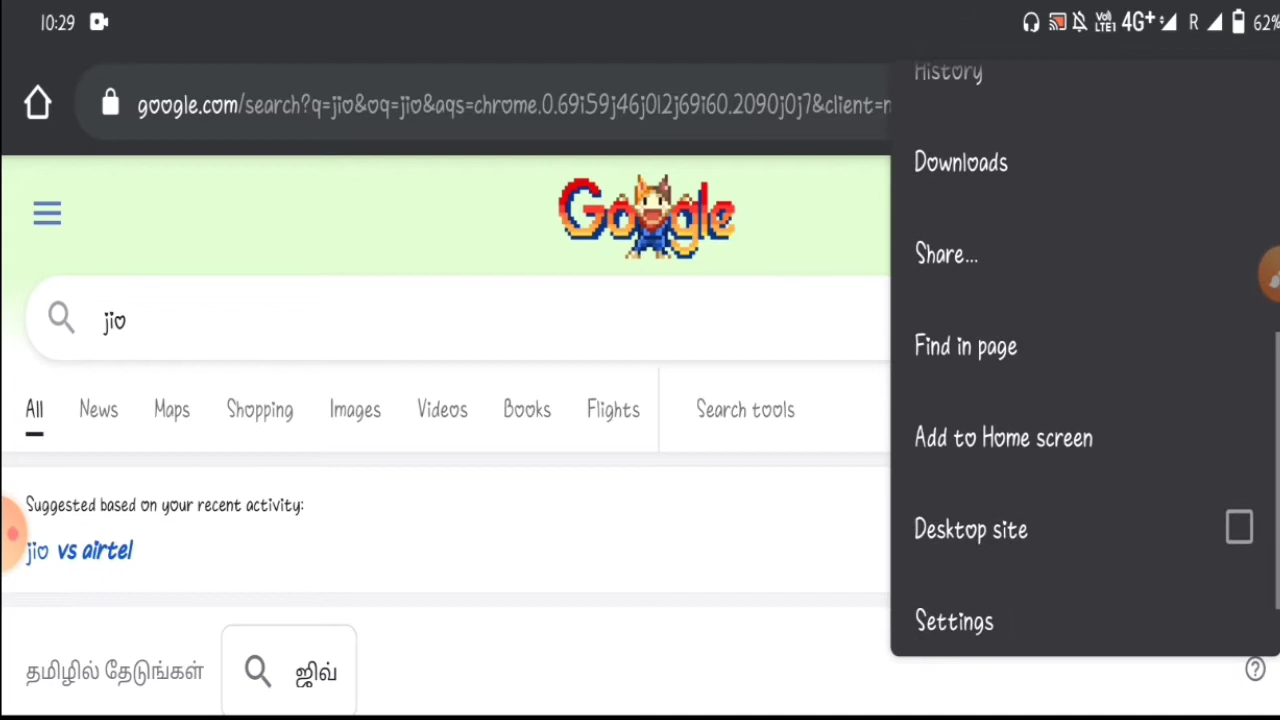 10:29
Vo) LTE1 4G+ R 62%
google.com/search?q=jio&oq=jio&aqs=chrome.0.69i59j46j0l2j69i60.2090j0j7&client=
Google
jio
All News Maps Shopping Images Videos Books Flights Search tools
Suggested based on your recent activity:
jio vs airtel
தமிழில் தேடுங்கள் ஜிவ்
History
Downloads
Share...
Find in page
Add to Home screen
Desktop site
Settings